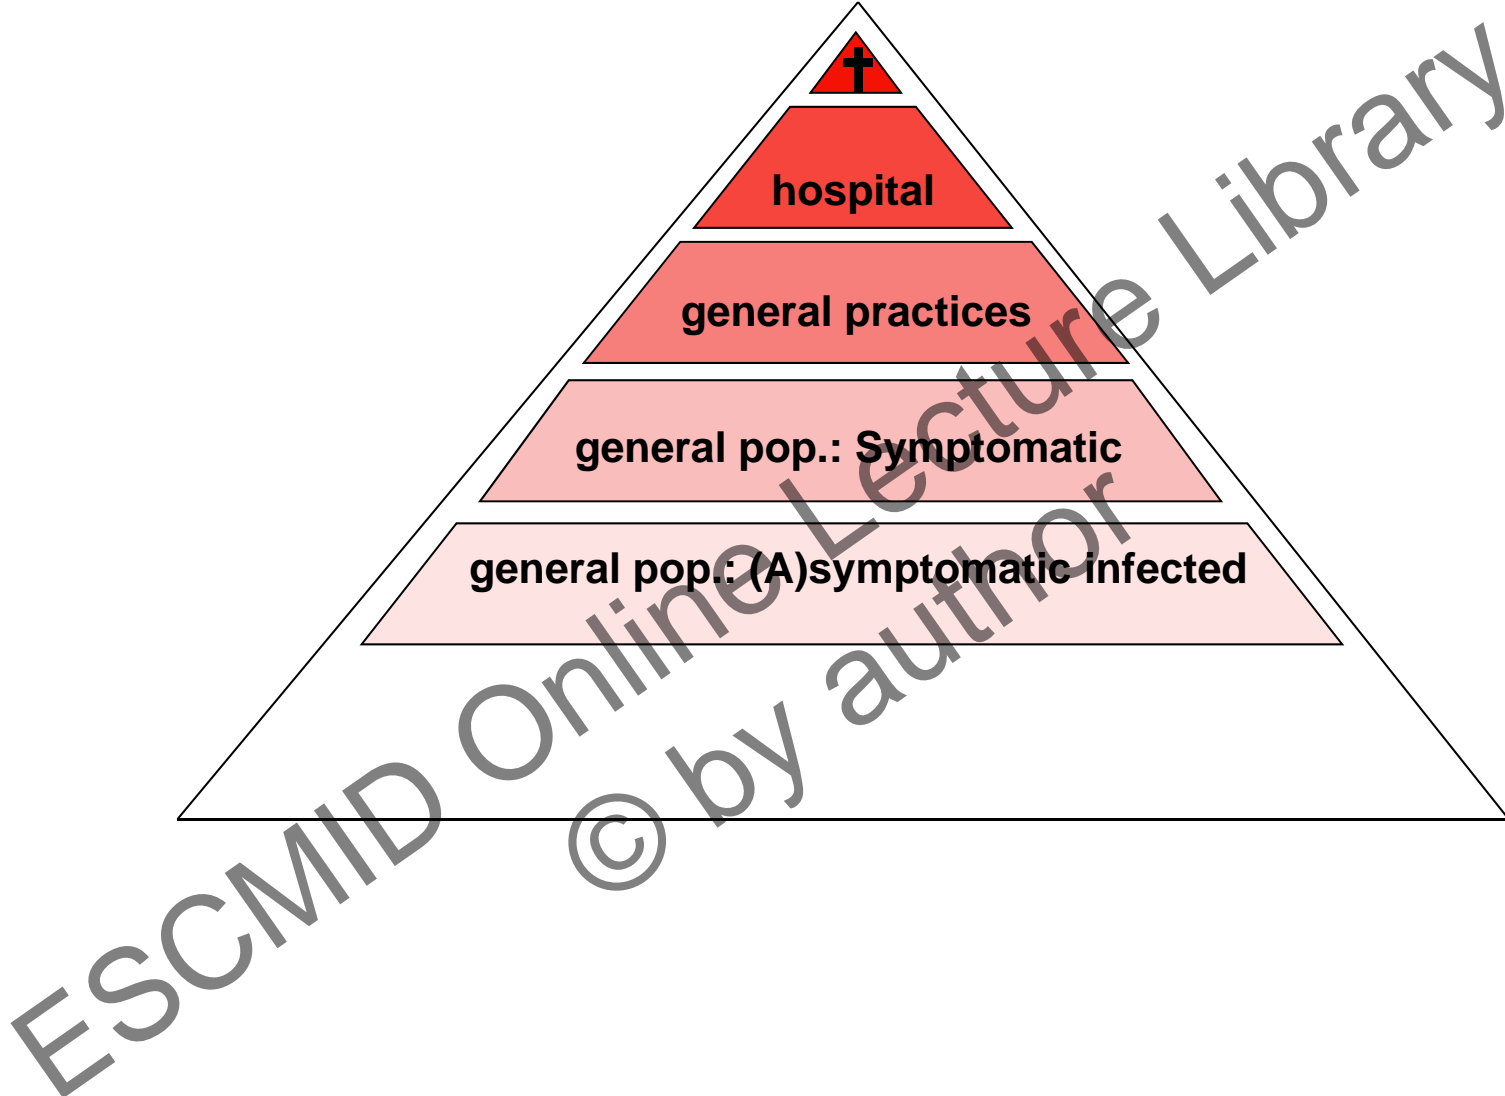 hospital
general practices
general pop.: Symptomatic
general pop.: (A)symptomatic infected
ESCMID Online Lecture Library
© by author